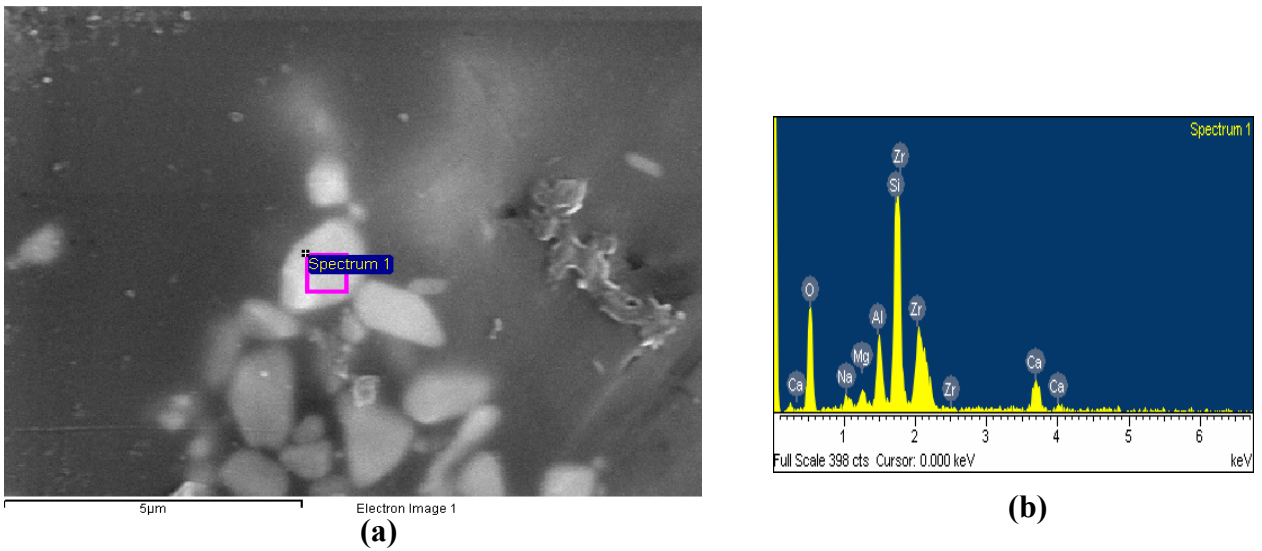 Spectrum 1
5µm
Electron Image 1
(a)
Spectrum 1
Zr
Si
O
Al
Zr
Mg
Na
Ca
Zr
Ca
Ca
1 2 3 4 5 6
Full Scale 398 cts Cursor: 0.000 keV
keV
(b)